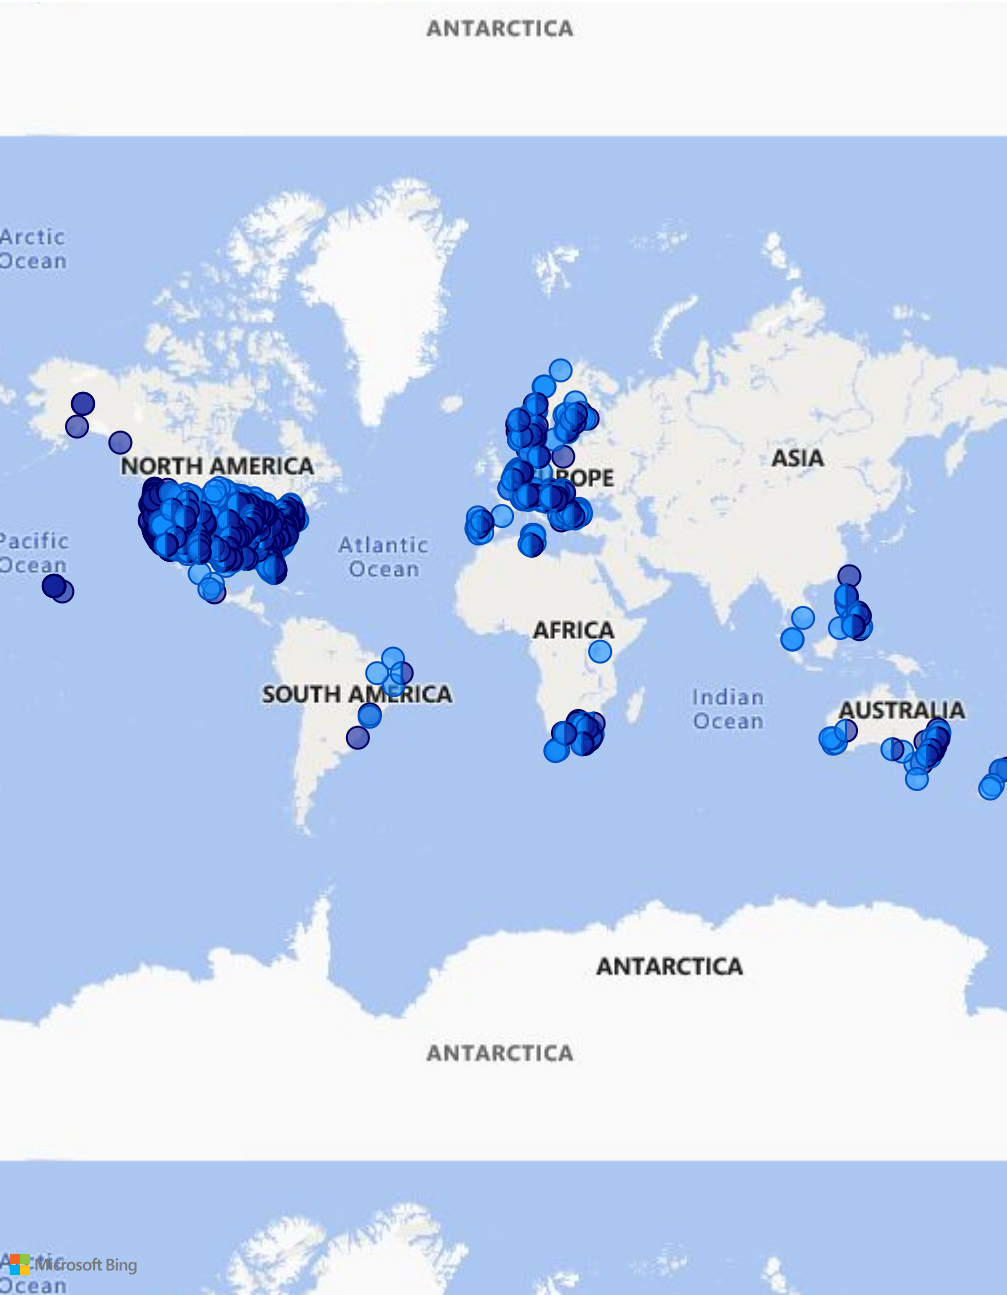 ANTARCTICA
Arctic
Ocean
NORTH AMERICA
ASIA
Pacific
Ocean
Atlantic
Ocean
AFRICA
SOUTH AMERICA
Indian
Ocean
AUSTRALIA
ANTARCTICA
ANTARCTICA
Arctic
Ocean
Microsoft Bing